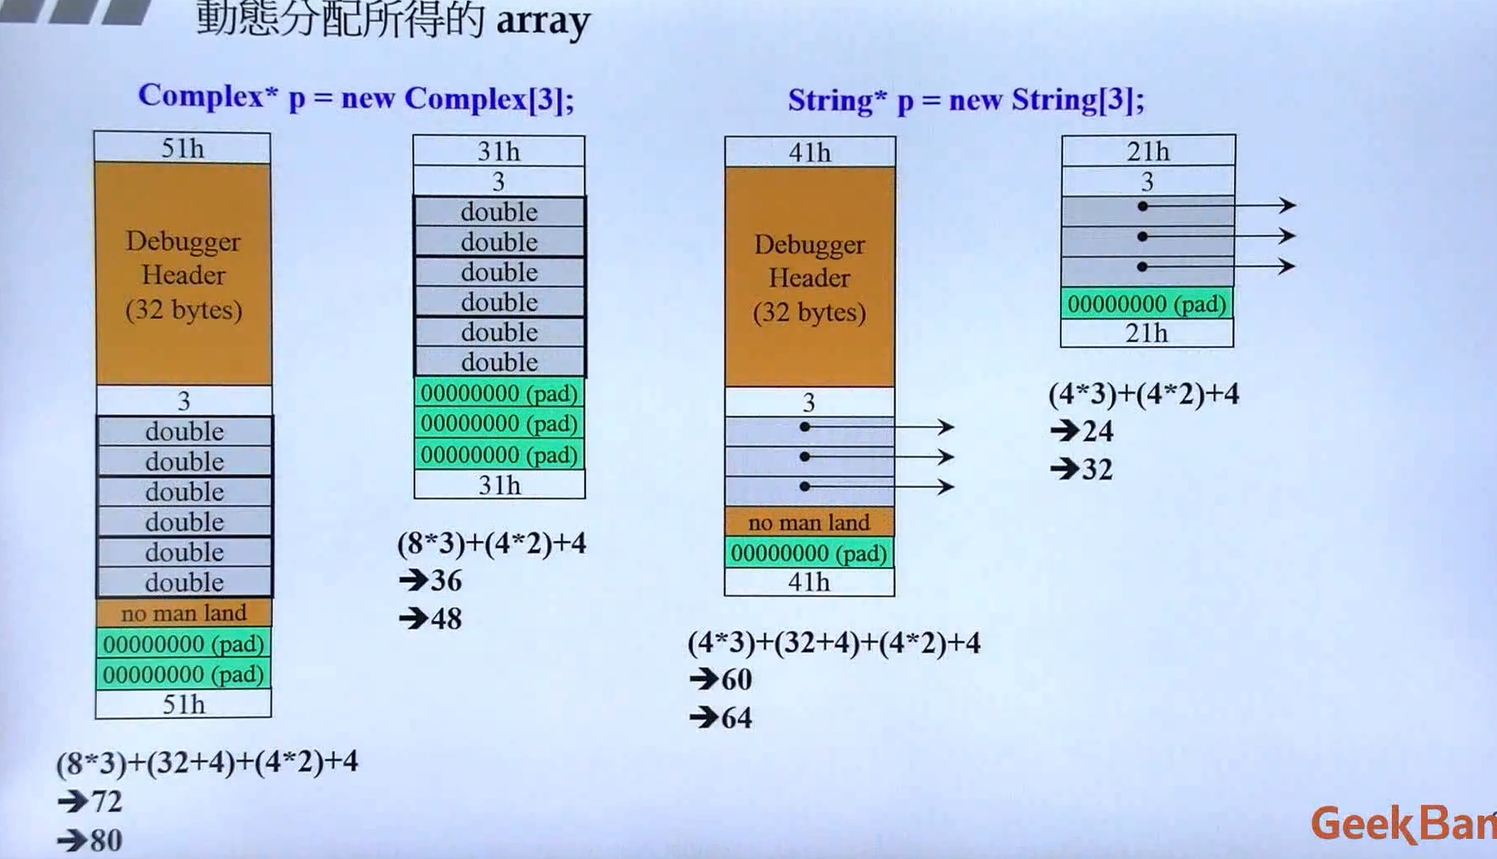 動態分配所得的 array
Complex* p = new Complex[3];
51h
Debugger
Header
(32 bytes)
3
double
double
double
double
double
double
no man land
00000000 (pad)
00000000 (pad)
51h
(8*3)+(32+4)+(4*2)+4
➔72
➔80
31h
3
double
double
double
double
double
double
00000000 (pad)
00000000 (pad)
00000000 (pad)
31h
(8*3)+(4*2)+4
➔36
➔48
String* p = new String[3];
41h
Debugger
Header
(32 bytes)
3
no man land
00000000 (pad)
41h
(4*3)+(32+4)+(4*2)+4
➔60
➔64
21h
3
00000000 (pad)
21h
(4*3)+(4*2)+4
➔24
➔32
GeekBan